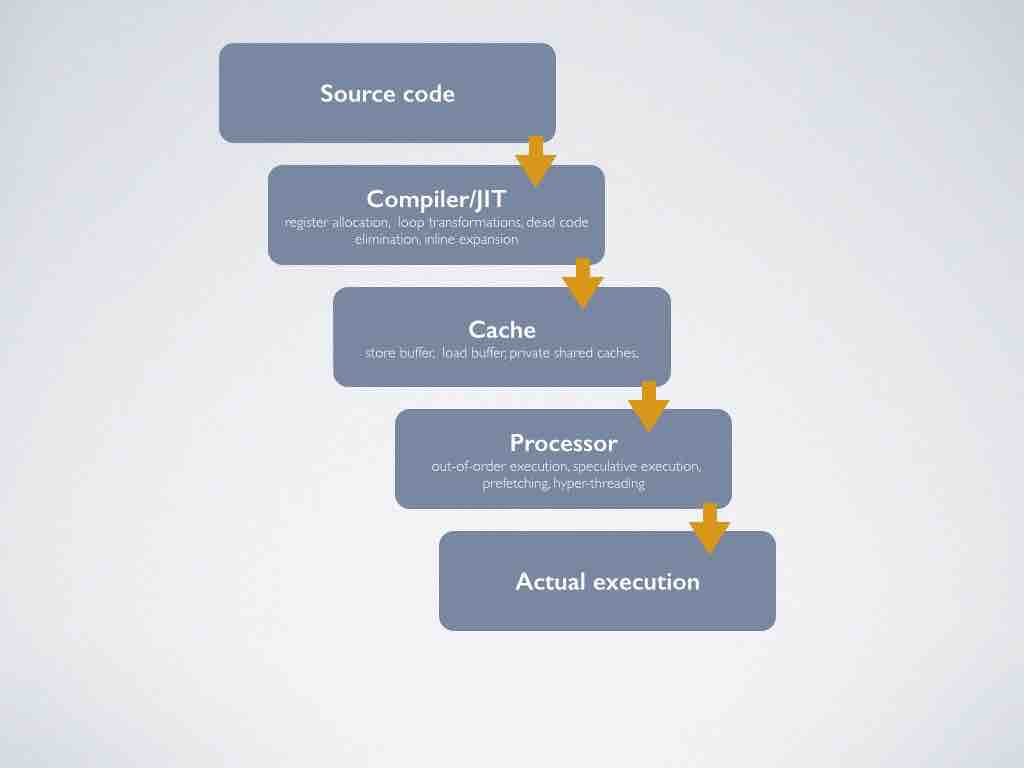 Source code
Compiler/JIT
register allocation, loop transformations, dead code
elimination, inline expansion
Cache
store buffer, load buffer, private shared caches.
Processor
out-of-order execution, speculative execution,
prefetching, hyper-threading
Actual execution